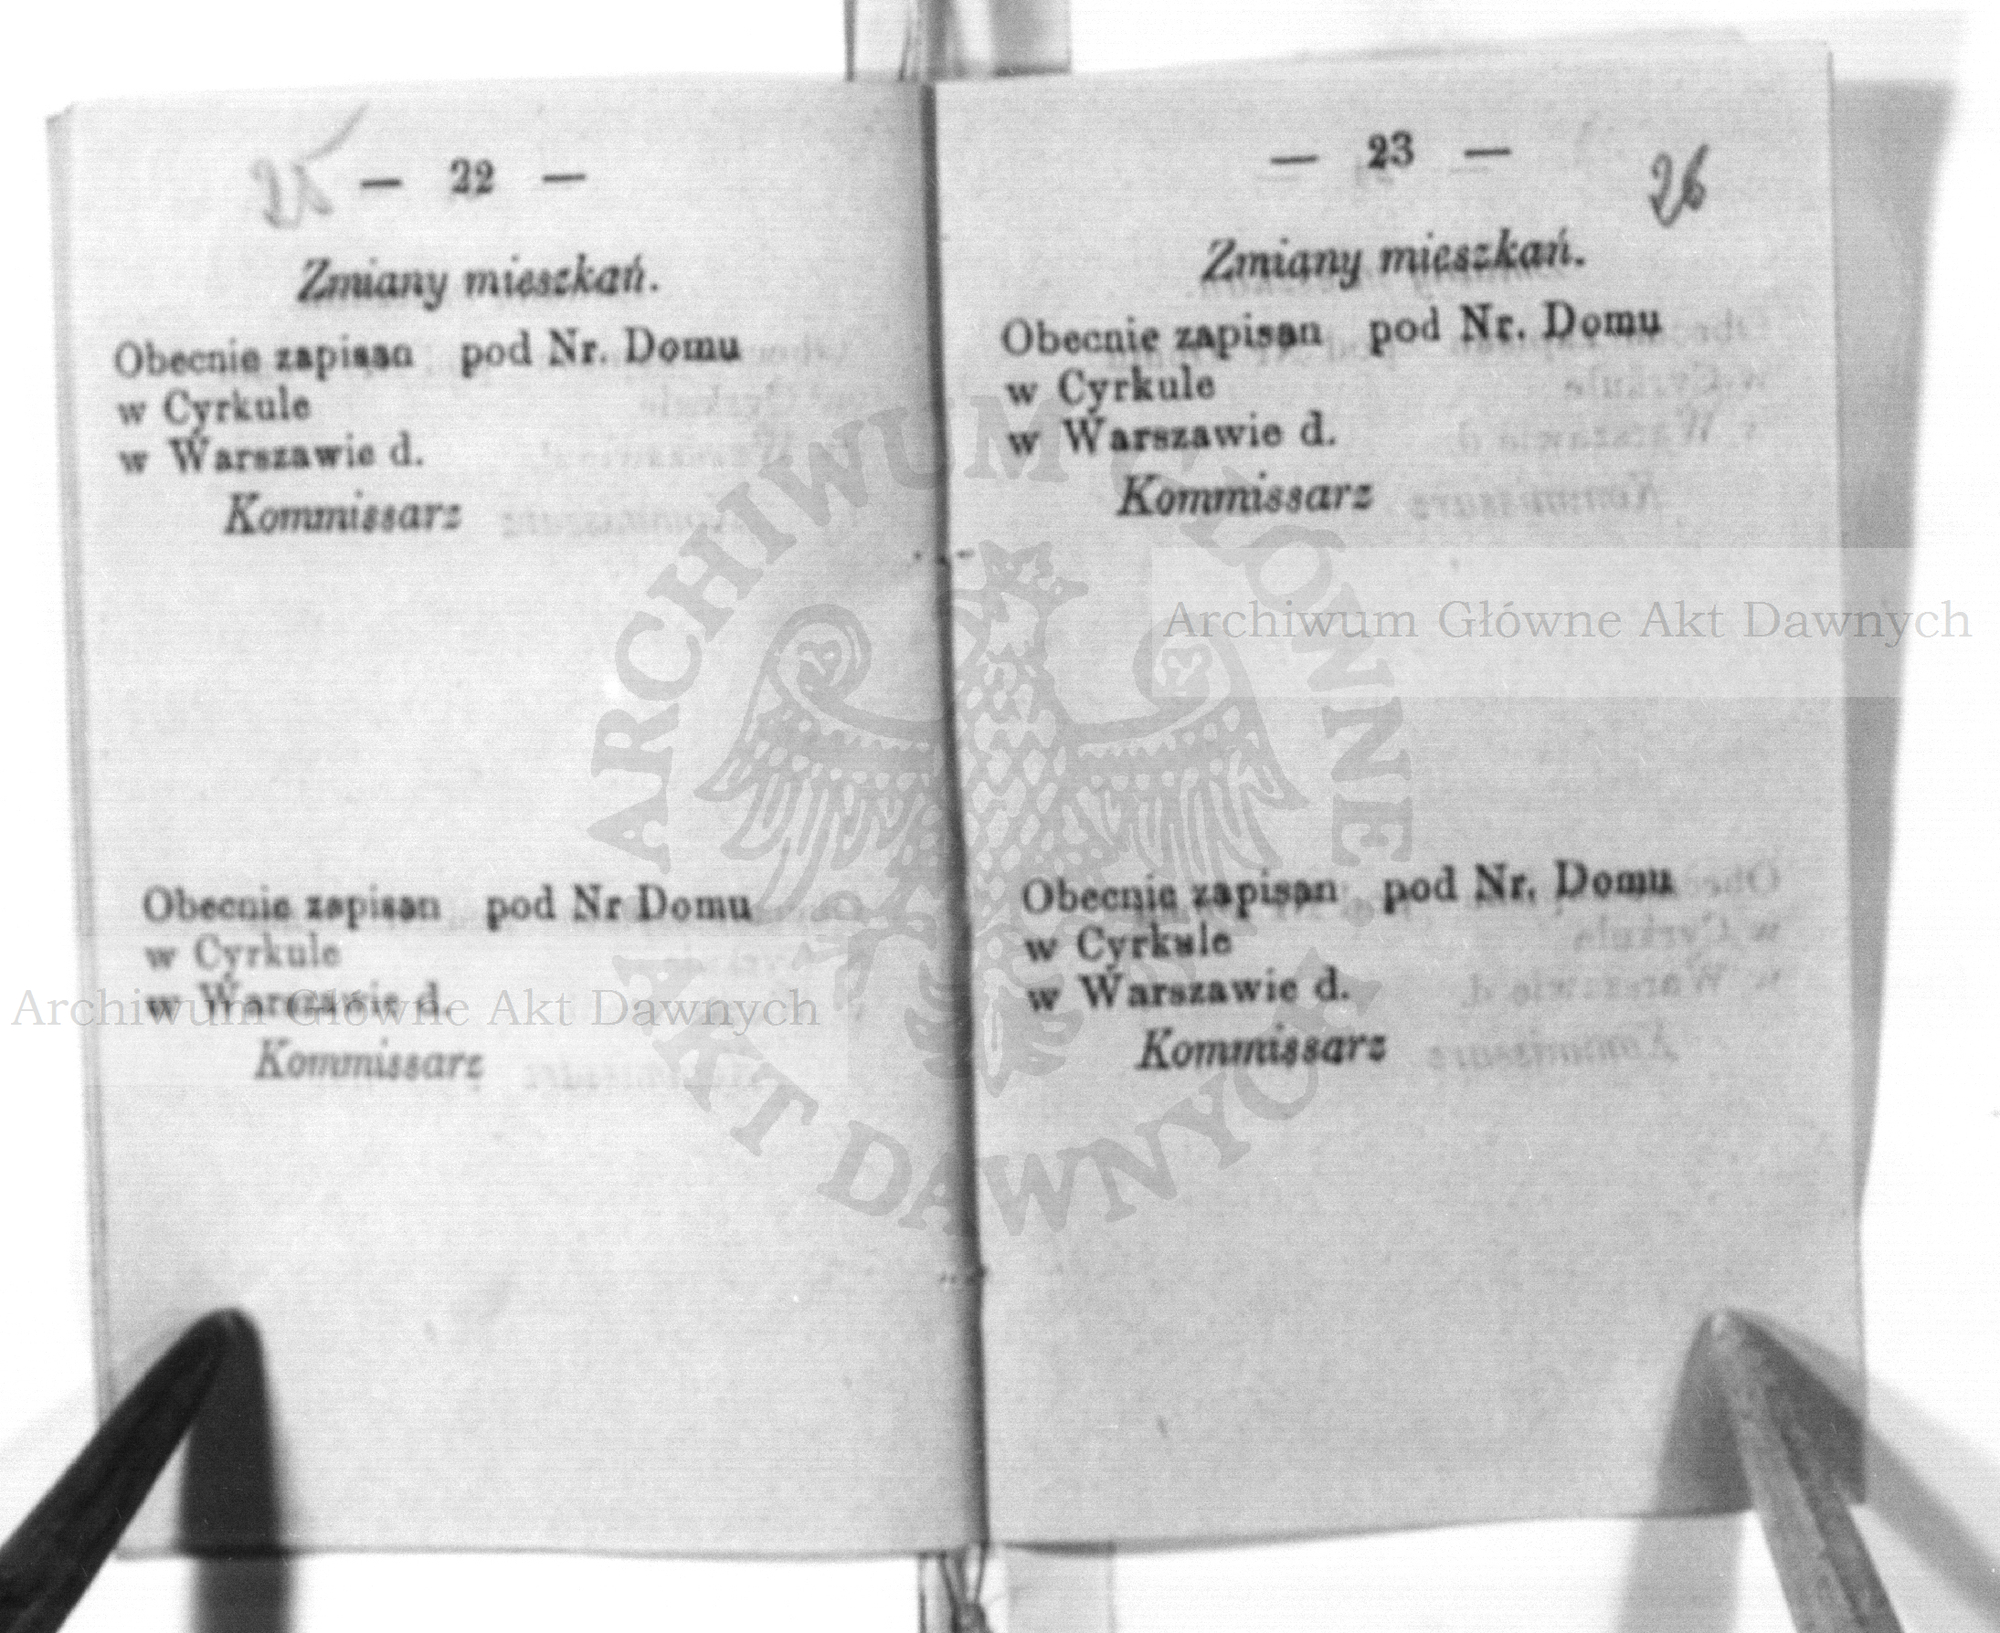 25
— 22 —
Zmiany mieszkań.
Obecnie zapisan pod Nr. Domu
w Cyrkule
w Warszawie d.
Kommissarz
Obecnie zapisan pod Nr Domu
w Cyrkule
w Warszawie d.
Kommissarz
— 23 —
26
Zmiany mieszkań.
Obecnie zapisan pod Nr. Domu
w Cyrkule
w Warszawie d.
Kommissarz
Obecnie zapisan pod Nr. Domu
w Cyrkule
w Warszawie d.
Kommissarz
ARCHIWUM GŁÓWNE AKT DAWNYCH
Archiwum Główne Akt Dawnych
Archiwum Główne Akt Dawnych